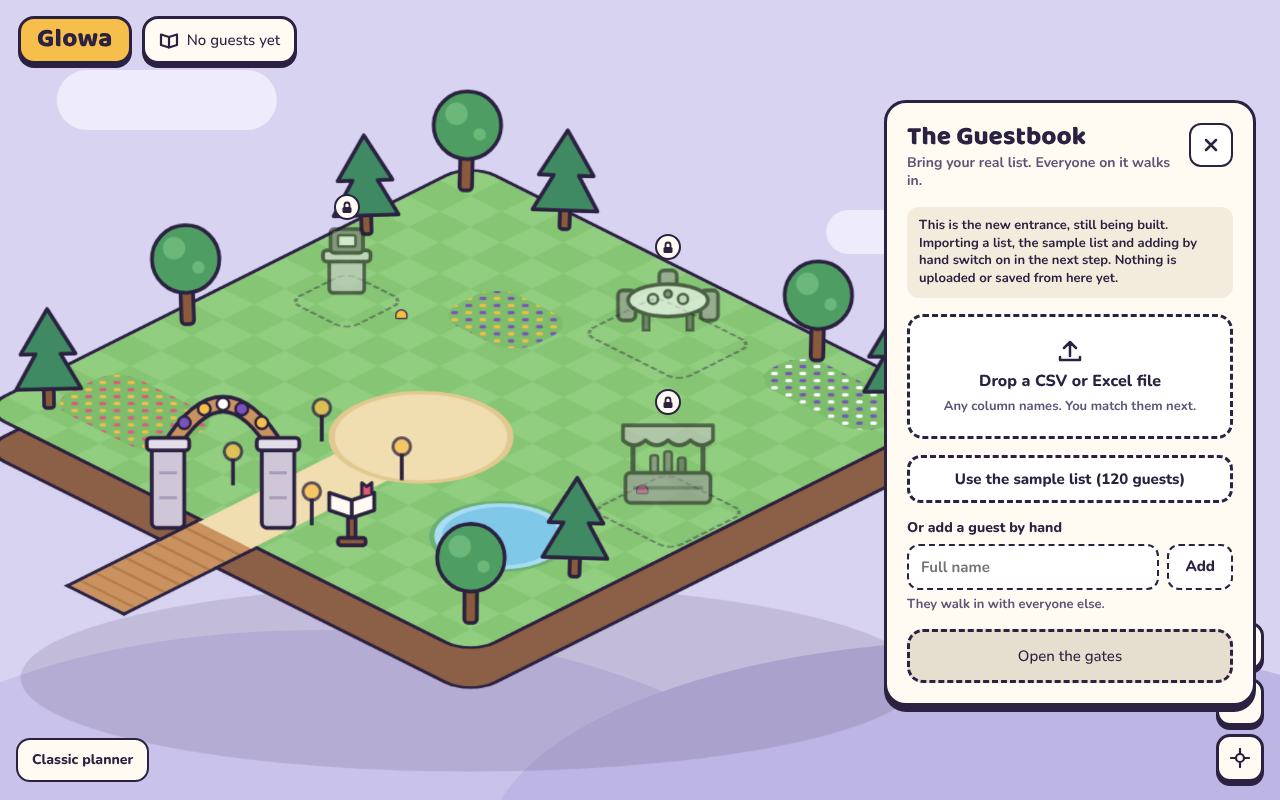 Glowa
No guests yet
The Guestbook
Bring your real list. Everyone on it walks
in.
This is the new entrance, still being built.
Importing a list, the sample list and adding by
hand switch on in the next step. Nothing is
uploaded or saved from here yet.
Drop a CSV or Excel file
Any column names. You match them next.
Use the sample list (120 guests)
Or add a guest by hand
Full name
Add
They walk in with everyone else.
Open the gates
Classic planner